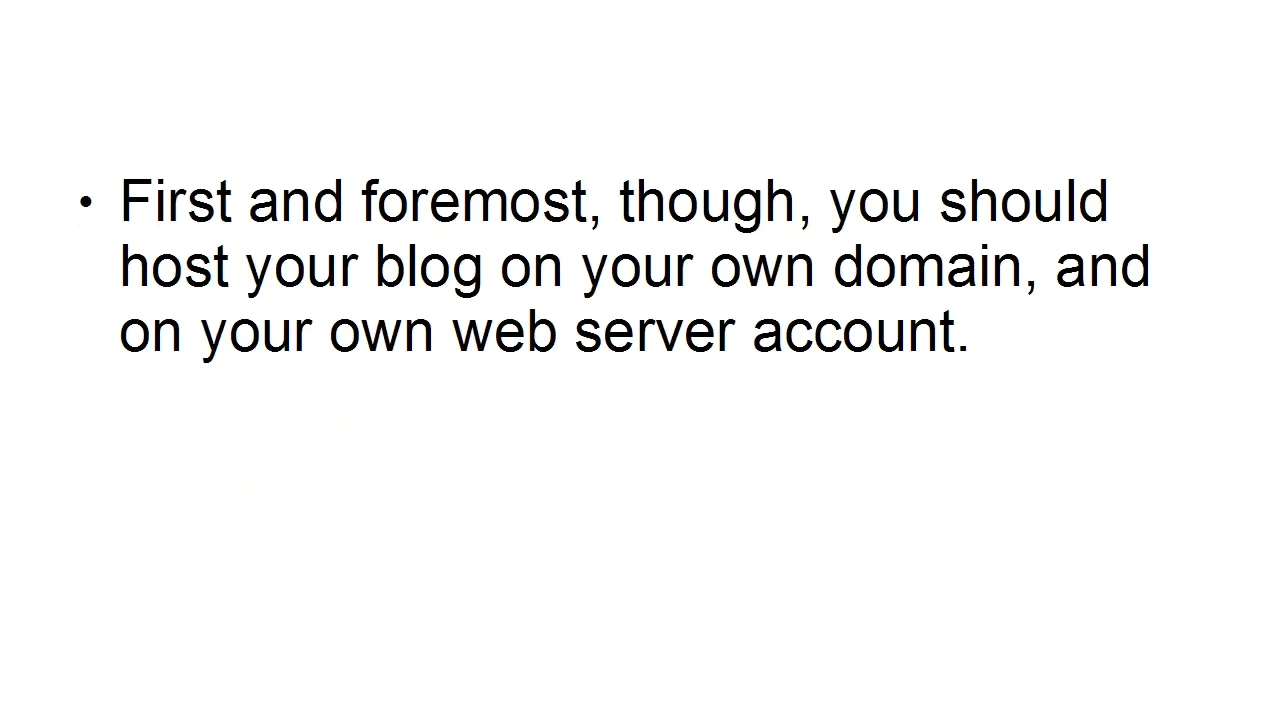 • First and foremost, though, you should
host your blog on your own domain, and
on your own web server account.